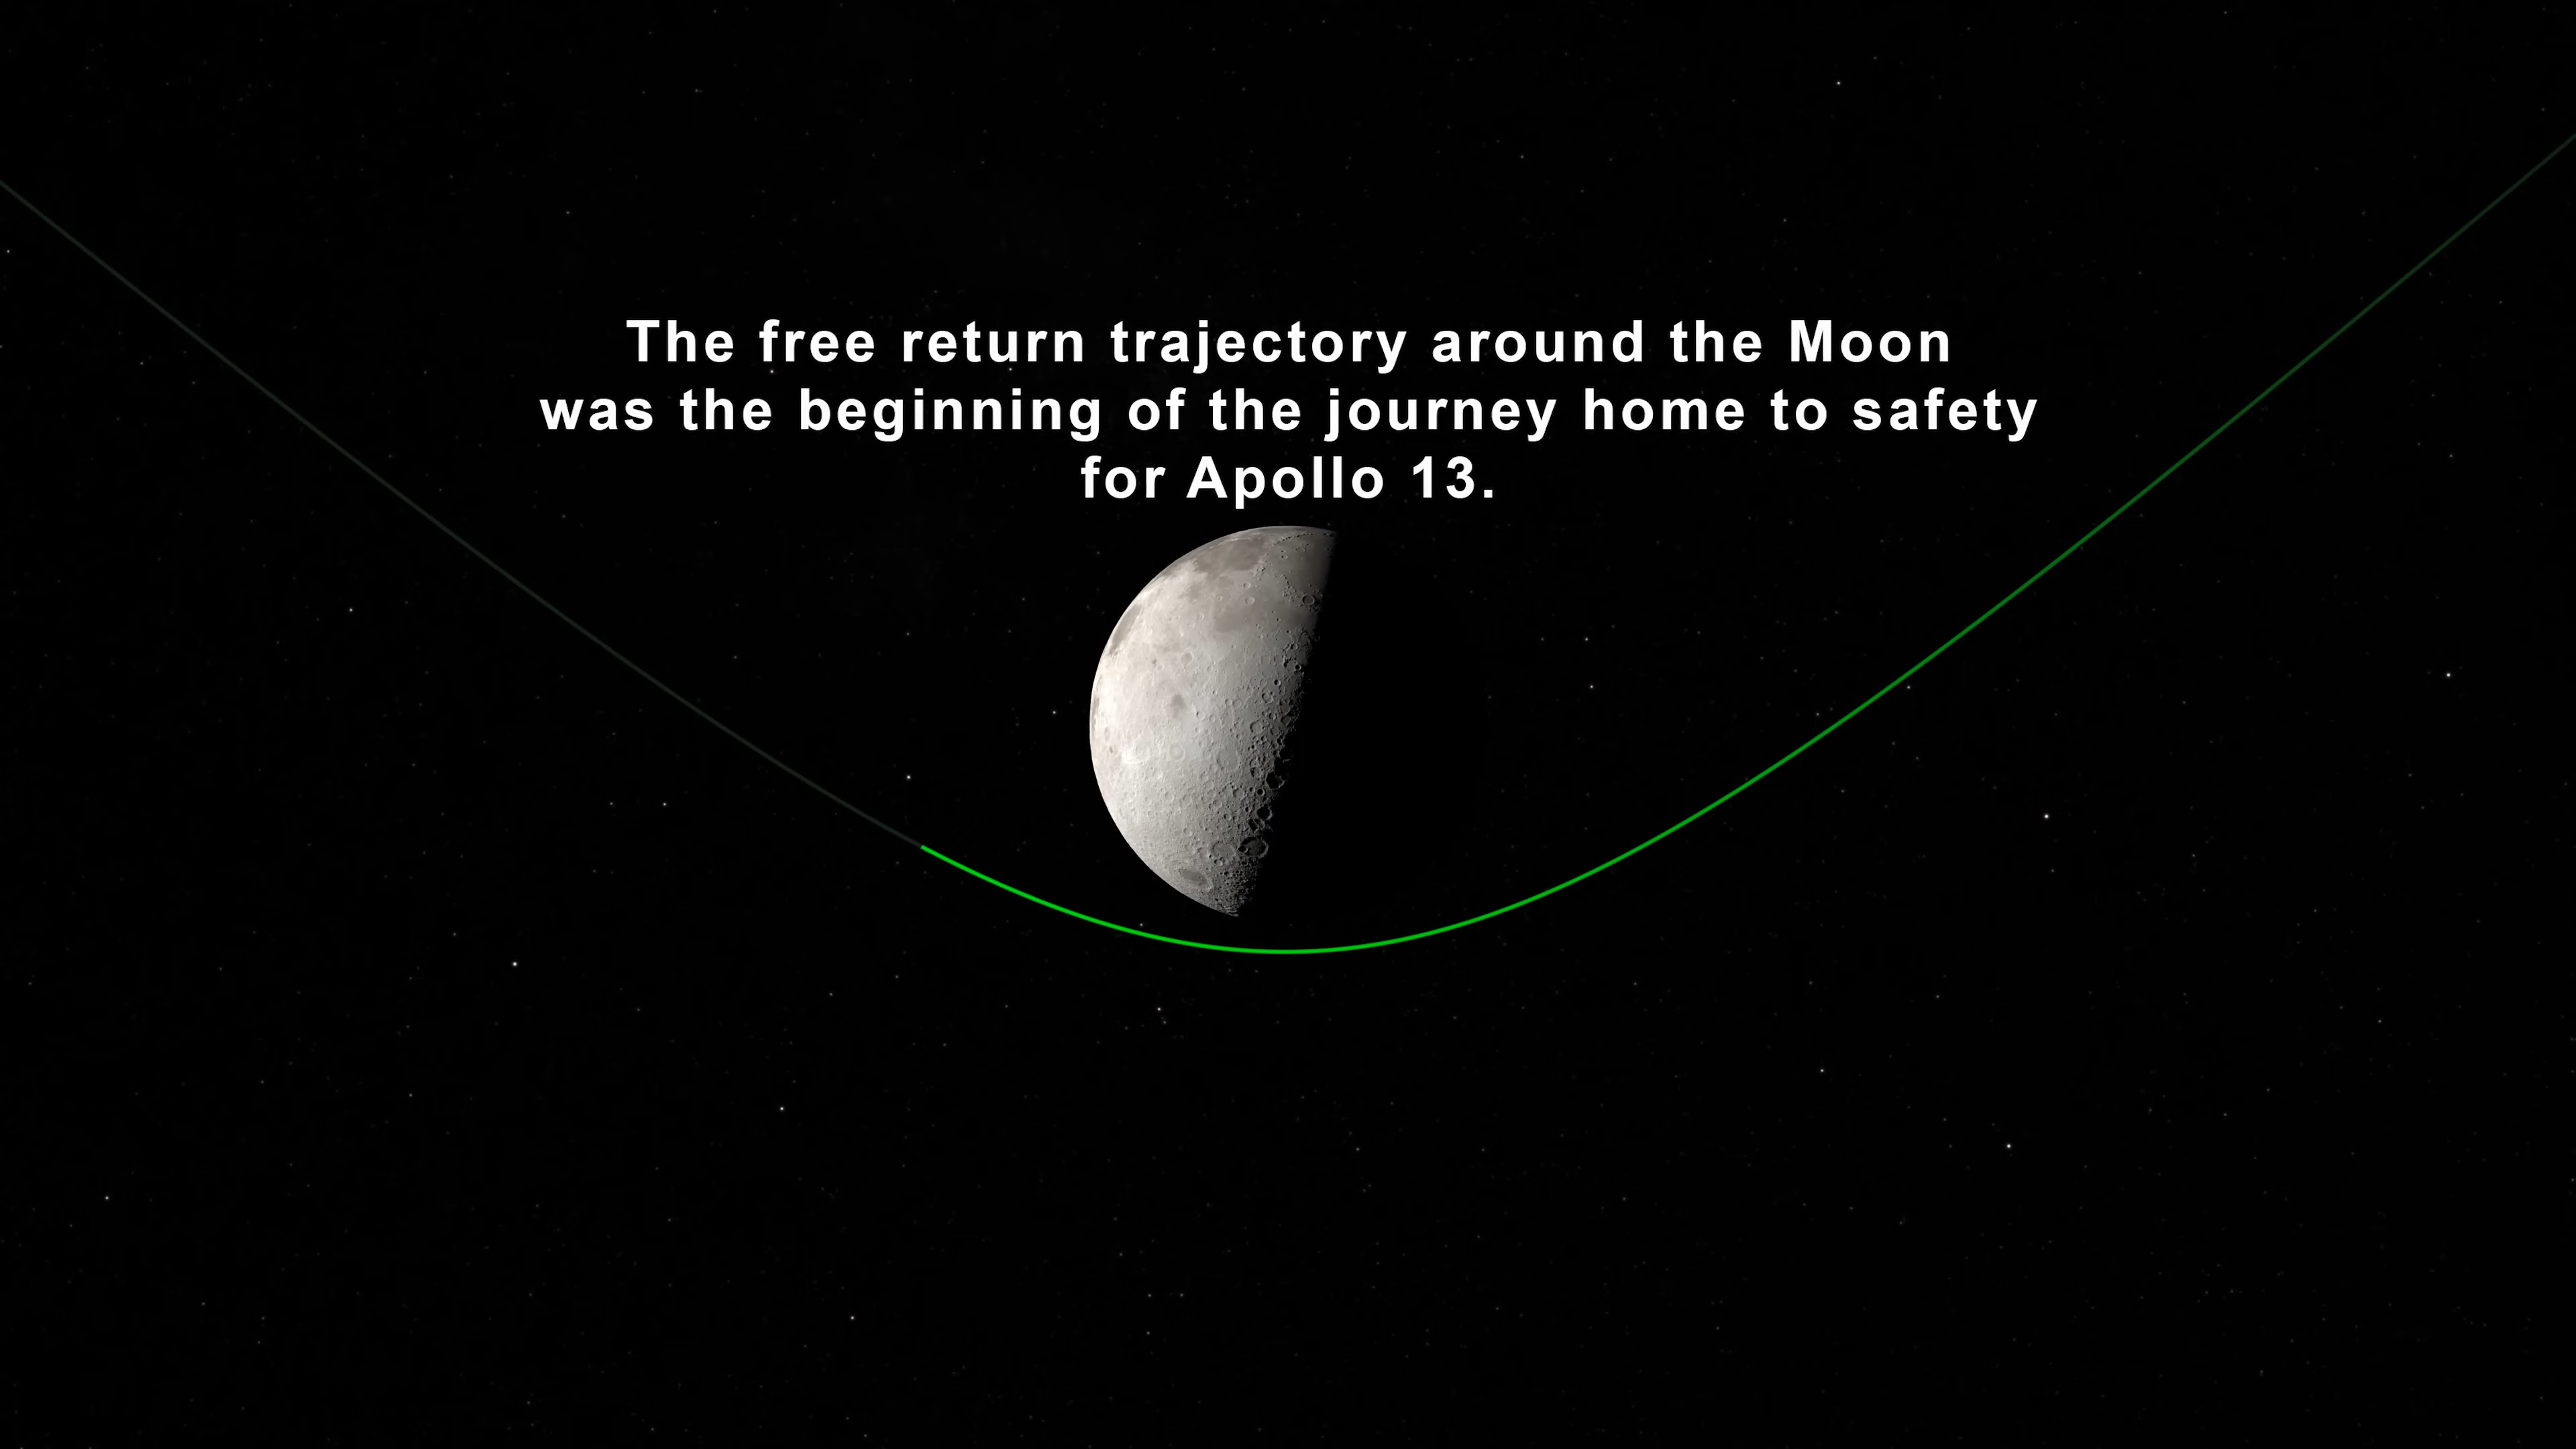 The free return trajectory around the Moon
was the beginning of the journey home to safety
for Apollo 13.